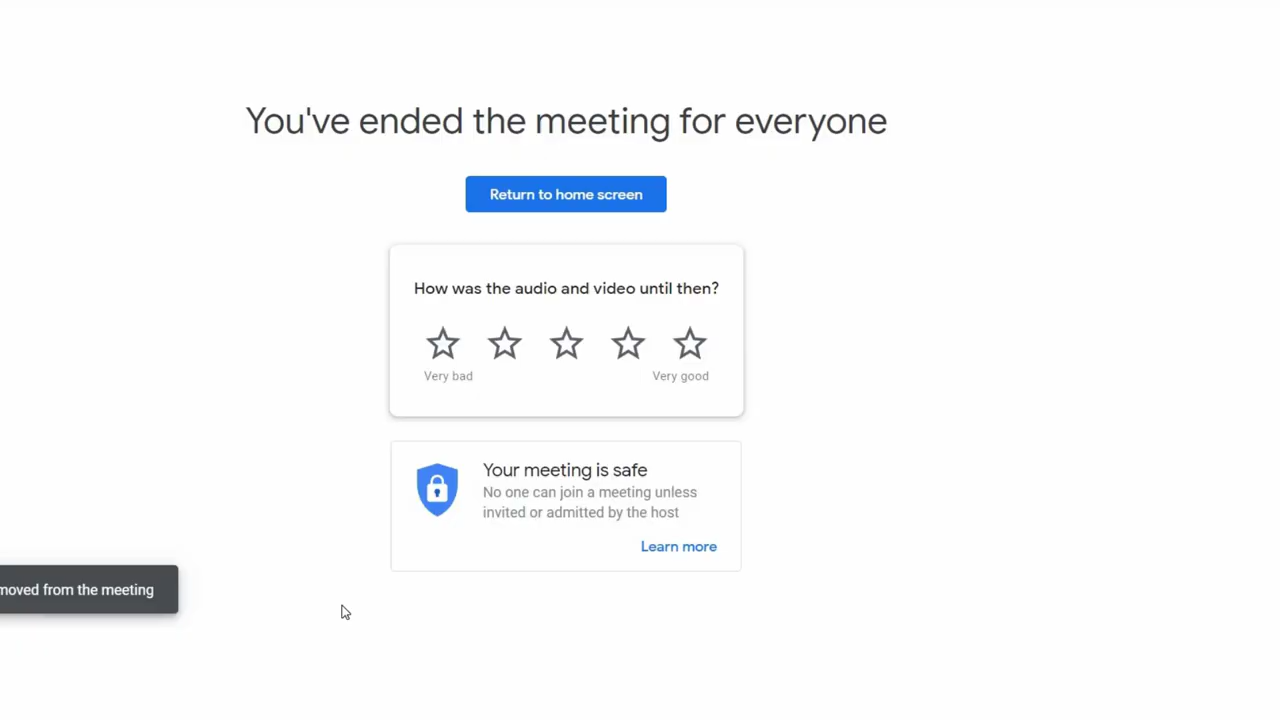 You've ended the meeting for everyone
Return to home screen
How was the audio and video until then?
Very bad
Very good
Your meeting is safe
No one can join a meeting unless
invited or admitted by the host
Learn more
from the meeting